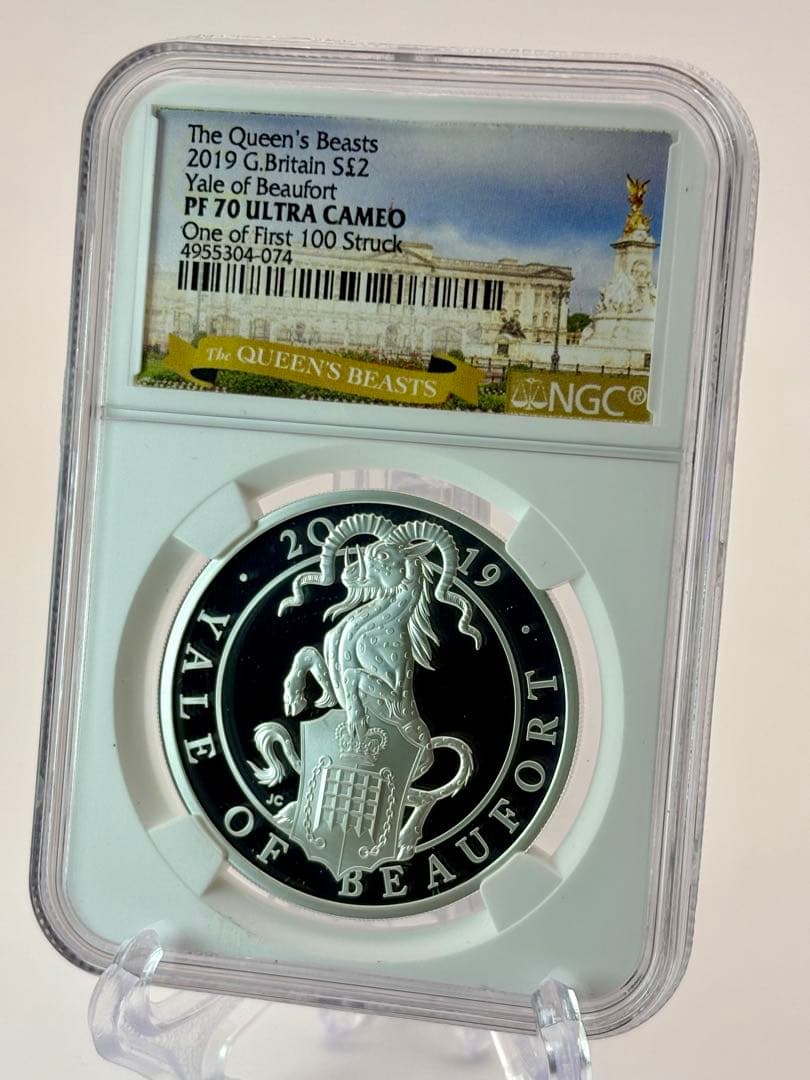 The Queen's Beasts
2019 G.Britain S£2
Yale of Beaufort
PF 70 ULTRA CAMEO
One of First 100 Struck
4955304-074
The QUEEN'S BEASTS
NGC®
· 2019 ·
YALE OF BEAUFORT
JC